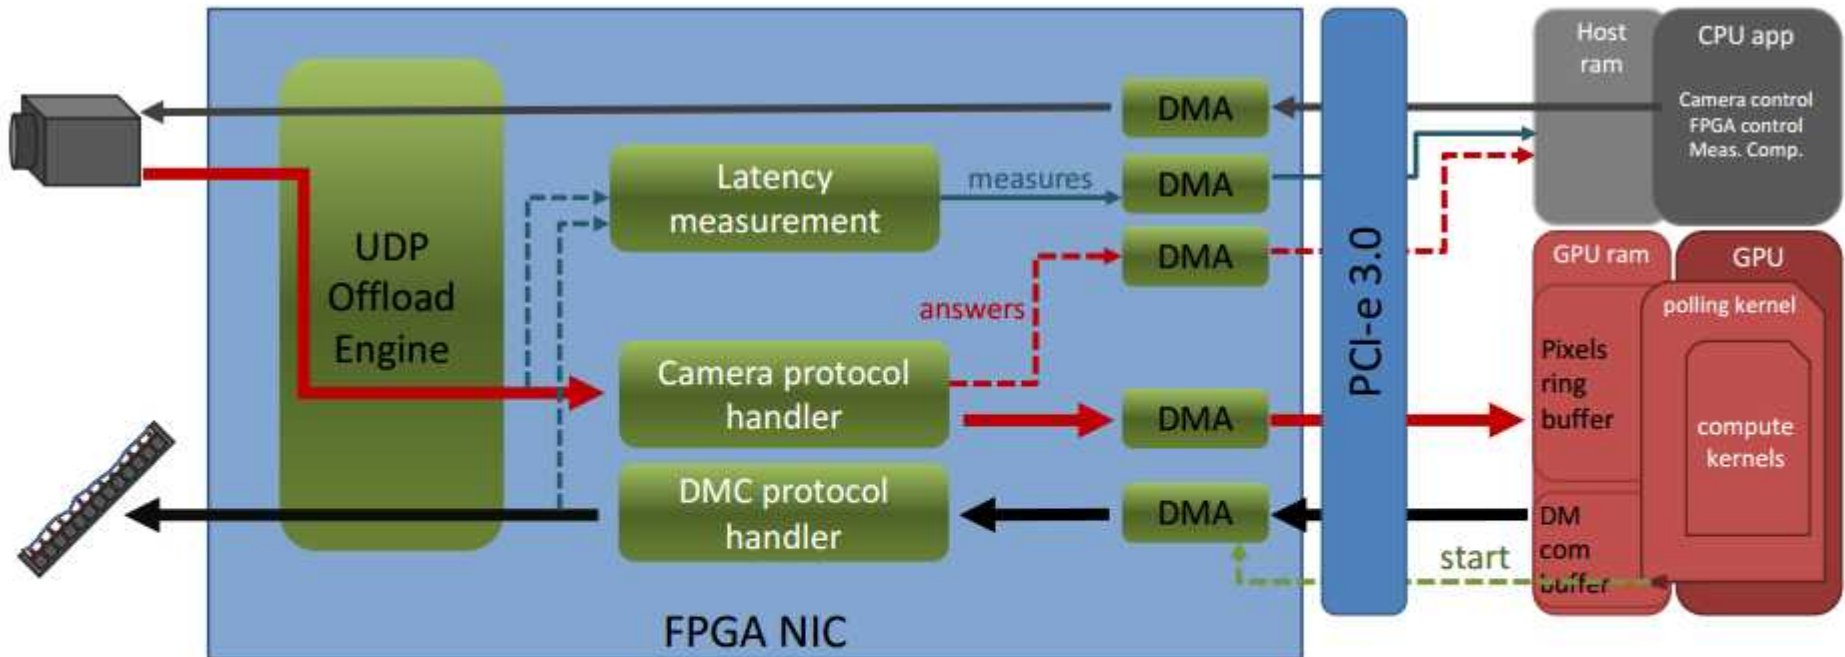 Host
ram
CPU app
Camera control
FPGA control
Meas. Comp.
DMA
Latency
measurement
measures
DMA
UDP
Offload
Engine
DMA
answers
Camera protocol
handler
DMA
DMC protocol
handler
DMA
FPGA NIC
PCI-e 3.0
GPU ram
GPU
polling kernel
Pixels
ring
buffer
compute
kernels
DM
com
buffer
start